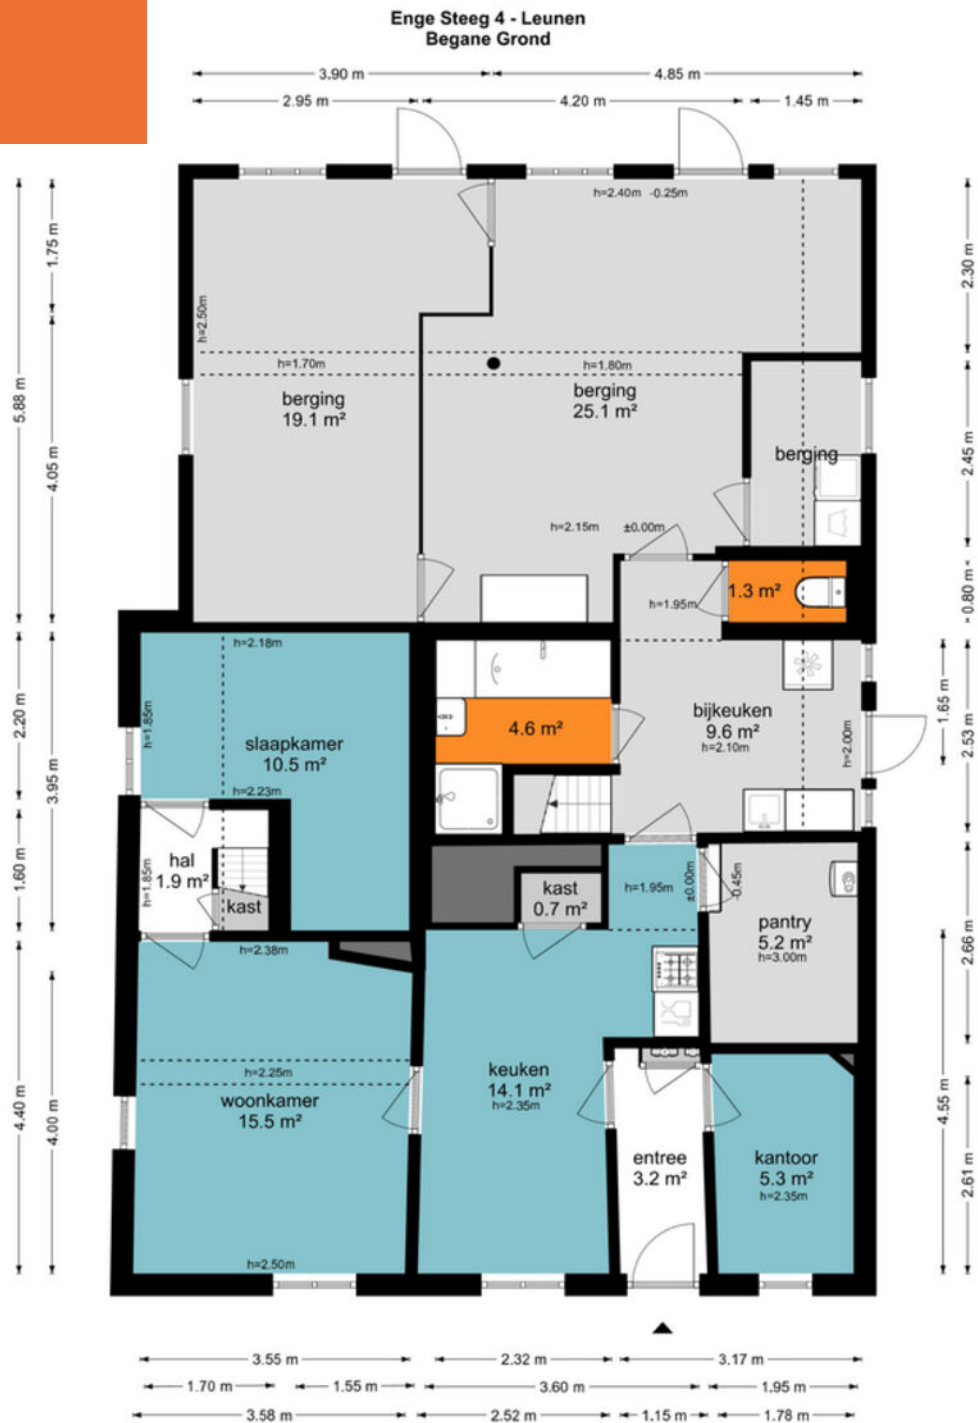 Enge Steeg 4 - Leunen
Begane Grond
3.90 m
4.85 m
2.95 m
4.20 m
1.45 m
h=2.40m -0.25m
1.75 m
2.30 m
h=2.50m
h=1.70m
h=1.80m
5.88 m
berging
19.1 m²
berging
25.1 m²
4.05 m
2.45 m
berging
h=2.15m ±0.00m
0.80 m
1.3 m²
h=1.95m
h=2.18m
2.20 m
h=1.85m
slaapkamer
10.5 m²
4.6 m²
bijkeuken
9.6 m²
h=2.10m
h=2.00m
1.65 m
2.53 m
3.95 m
h=2.23m
1.60 m
hal
1.9 m²
h=1.85m
kast
kast
0.7 m²
h=1.95m
±0.00m
-0.45m
pantry
5.2 m²
h=3.00m
2.66 m
h=2.38m
h=2.25m
woonkamer
15.5 m²
keuken
14.1 m²
h=2.35m
4.40 m
4.00 m
entree
3.2 m²
kantoor
5.3 m²
h=2.35m
4.55 m
2.61 m
h=2.50m
3.55 m
2.32 m
3.17 m
1.70 m
1.55 m
3.60 m
1.95 m
3.58 m
2.52 m
1.15 m
1.78 m